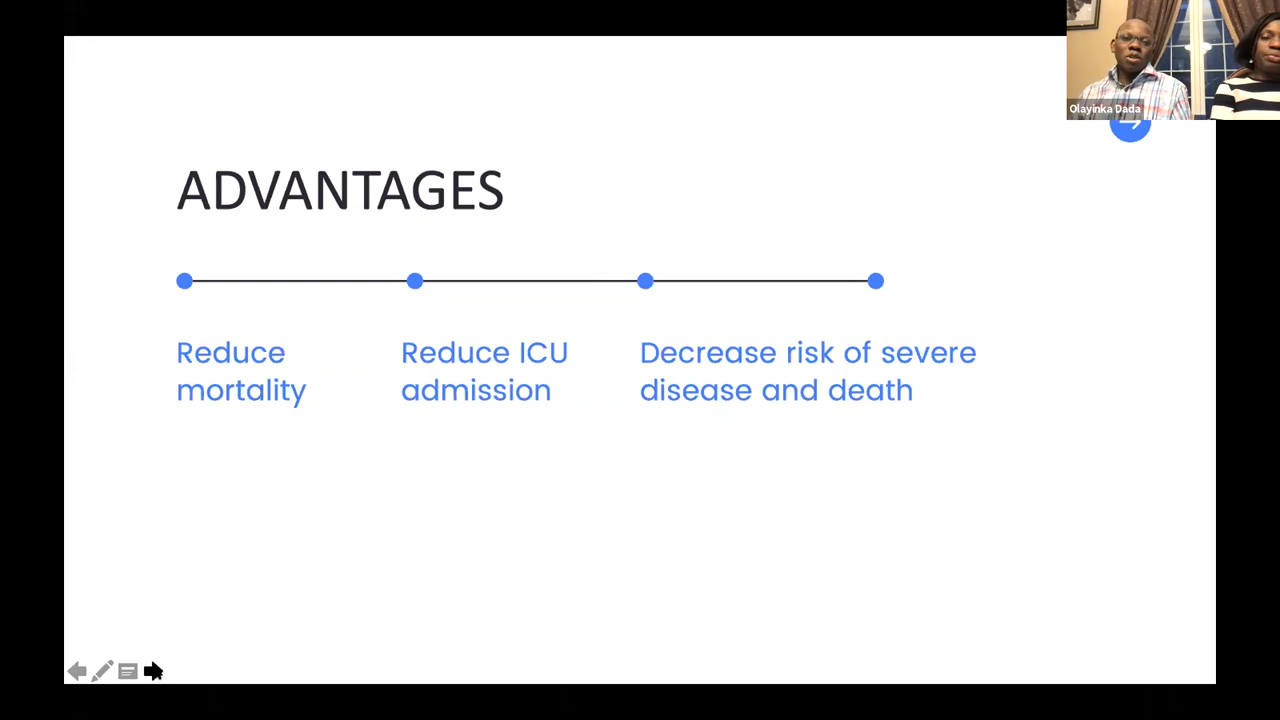 Olayinka Dada
ADVANTAGES
Reduce
mortality
Reduce ICU
admission
Decrease risk of severe
disease and death